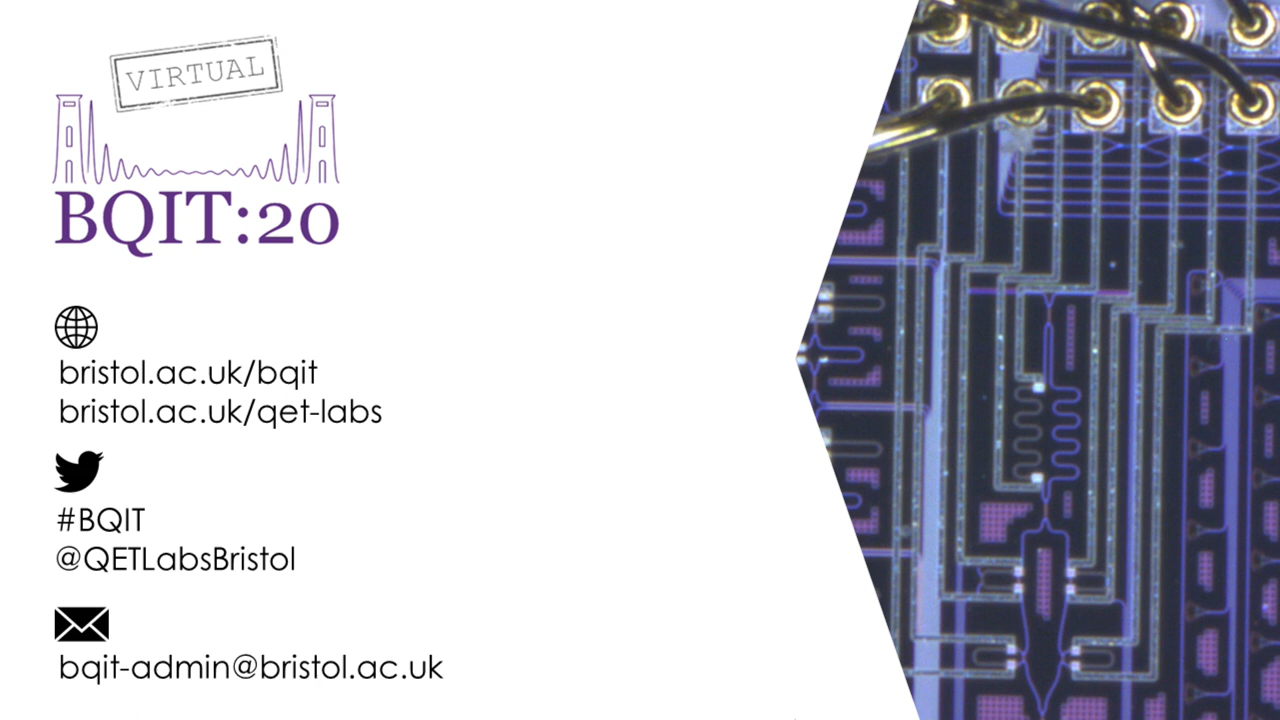 VIRTUAL
BQIT:20
bristol.ac.uk/bqit
bristol.ac.uk/qet-labs
#BQIT
@QETLabsBristol
bqit-admin@bristol.ac.uk